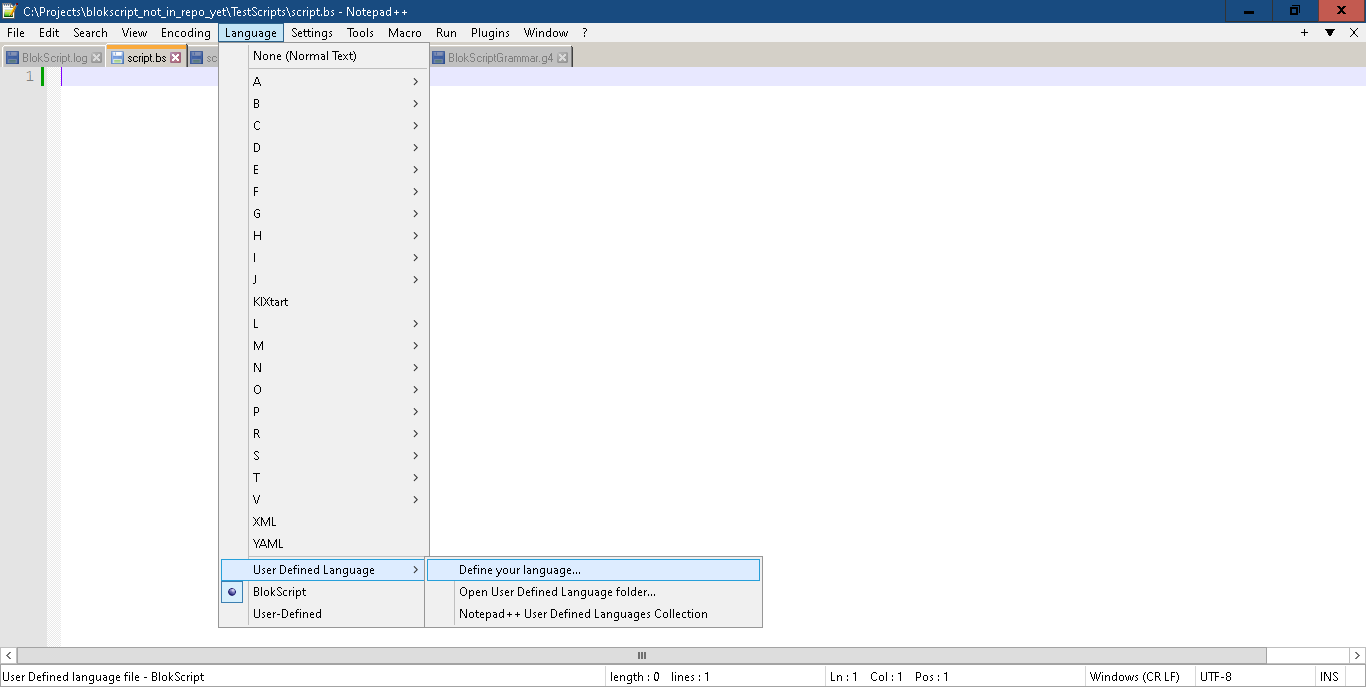 C:\Projects\blokscript_not_in_repo_yet\TestScripts\script.bs - Notepad++
File Edit Search View Encoding Language Settings Tools Macro Run Plugins Window ? + ▼ X
BlokScript.log script.bs sc BlokScriptGrammar.g4
1
None (Normal Text)
A
B
C
D
E
F
G
H
I
J
KIXtart
L
M
N
O
P
R
S
T
V
XML
YAML
User Defined Language
BlokScript
User-Defined
Define your language...
Open User Defined Language folder...
Notepad++ User Defined Languages Collection
User Defined language file - BlokScript length : 0 lines : 1 Ln : 1 Col : 1 Pos : 1 Windows (CR LF) UTF-8 INS